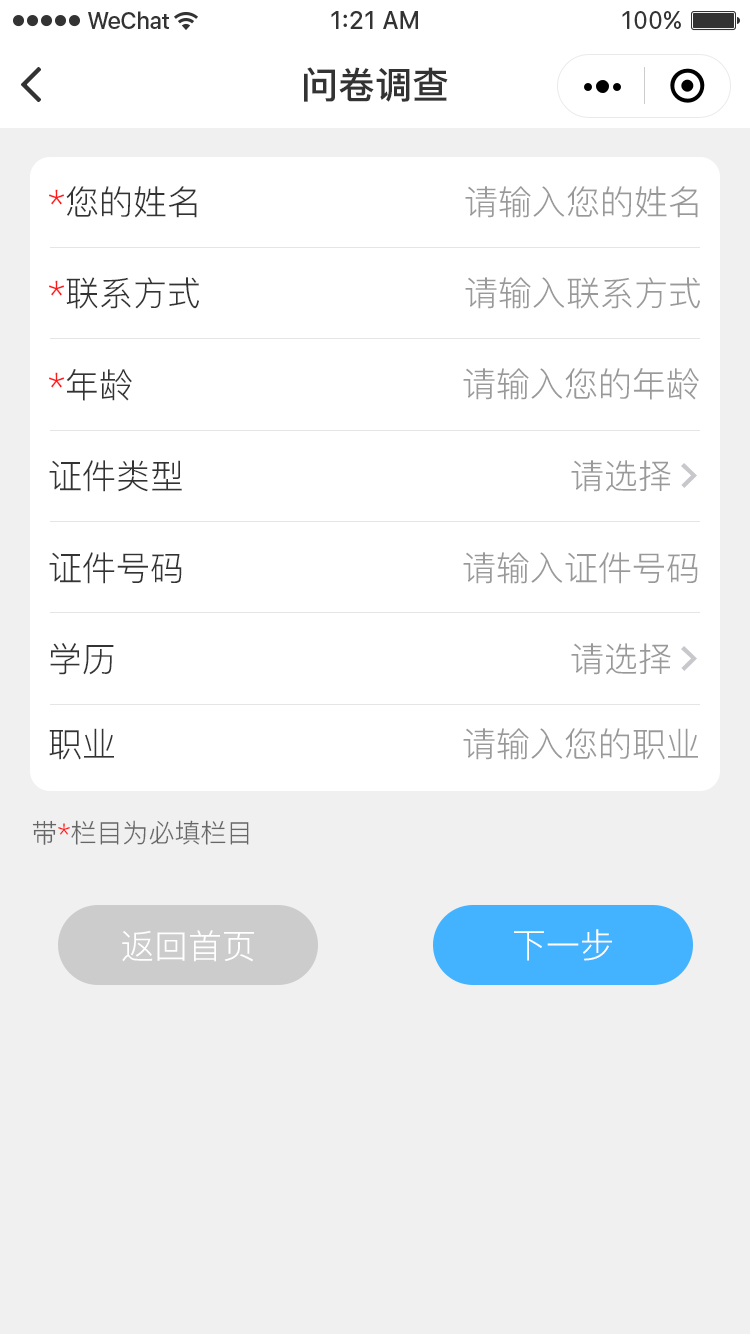 WeChat 1:21 AM 100%
问卷调查
*您的姓名 请输入您的姓名
*联系方式 请输入联系方式
*年龄 请输入您的年龄
证件类型 请选择
证件号码 请输入证件号码
学历 请选择
职业 请输入您的职业
带*栏目为必填栏目
返回首页 下一步